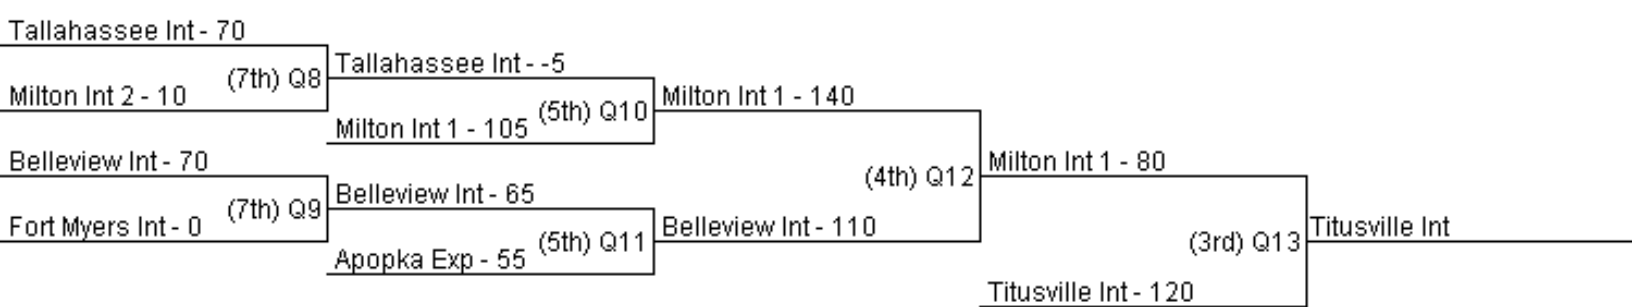 Tallahassee Int - 70
Tallahassee Int - -5
(7th) Q8
Milton Int 2 - 10
Milton Int 1 - 140
(5th) Q10
Milton Int 1 - 105
Belleview Int - 70
Milton Int 1 - 80
(4th) Q12
Belleview Int - 65
(7th) Q9
Fort Myers Int - 0
Belleview Int - 110
Titusville Int
(5th) Q11
(3rd) Q13
Apopka Exp - 55
Titusville Int - 120